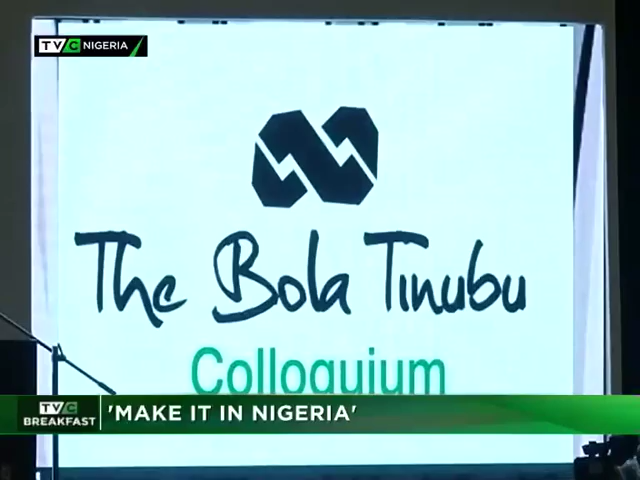 TVC NIGERIA
The Bola Tinubu
Colloquium
TVC BREAKFAST
'MAKE IT IN NIGERIA'